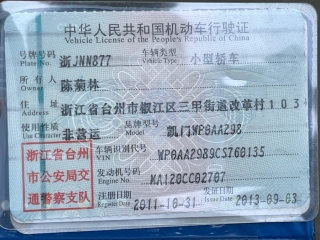 中华人民共和国机动车行驶证
Vehicle License of the People's Republic of China
号牌号码 浙JNN877 车辆类型 小型轿车
Plate No. Vehicle Type
所有人 陈菊林
Owner
住址 浙江省台州市椒江区三甲街道改革村103
Address
使用性质 非营运 品牌型号 凯门WP0AA298
Use Character Model
浙江省台州 车辆识别代号 WP0AA2989CS760135
市公安局交 VIN
通警察支队 发动机号码 MA120CC02707
Engine No.
注册日期 2011-10-31 发证日期 2013-09-03
Register Date Issue Date